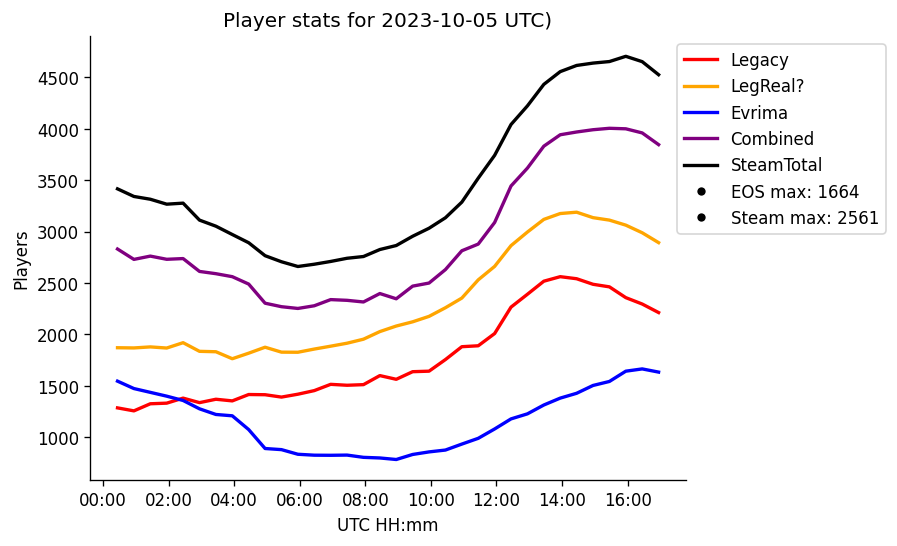 Player stats for 2023-10-05 UTC)
Legacy
LegReal?
Evrima
Combined
SteamTotal
EOS max: 1664
Steam max: 2561
Players
4500
4000
3500
3000
2500
2000
1500
1000
00:00 02:00 04:00 06:00 08:00 10:00 12:00 14:00 16:00
UTC HH:mm